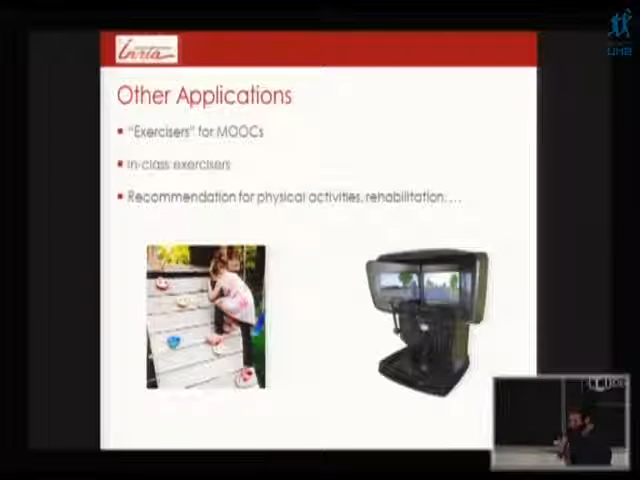 Inria
Other Applications
"Exercisers" for MOOCs
In-class exercisers
Recommendation for physical activities, rehabilitation, …